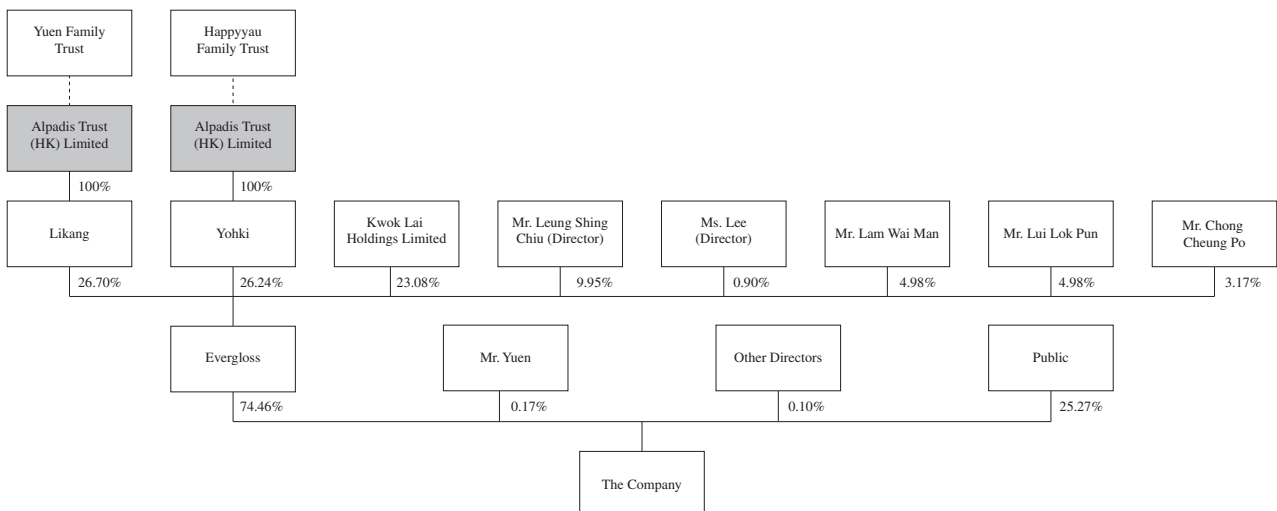 Yuen Family
Trust
Happyyau
Family Trust
Alpadis Trust
(HK) Limited
Alpadis Trust
(HK) Limited
100%
100%
Likang
Yohki
Kwok Lai
Holdings Limited
Mr. Leung Shing
Chiu (Director)
Ms. Lee
(Director)
Mr. Lam Wai Man
Mr. Lui Lok Pun
Mr. Chong
Cheung Po
26.70%
26.24%
23.08%
9.95%
0.90%
4.98%
4.98%
3.17%
Evergloss
Mr. Yuen
Other Directors
Public
74.46%
0.17%
0.10%
25.27%
The Company